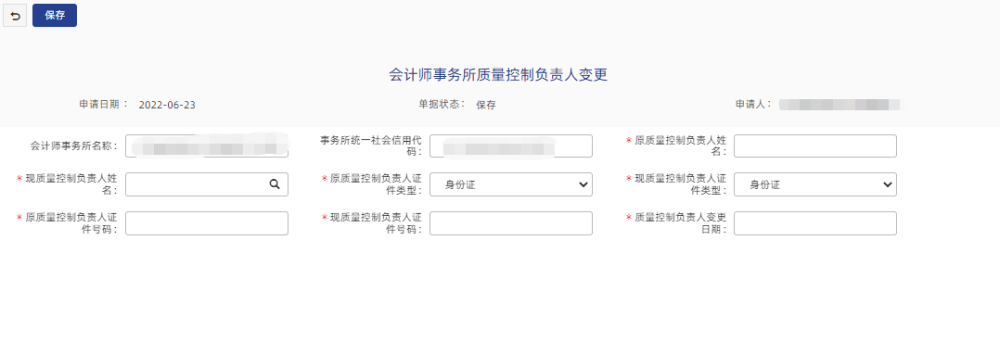 保存
会计师事务所质量控制负责人变更
申请日期： 2022-06-23 单据状态： 保存 申请人：
会计师事务所名称：
事务所统一社会信用代
码：
* 原质量控制负责人姓
名：
* 现质量控制负责人姓
名：
* 原质量控制负责人证
件类型： 身份证
* 现质量控制负责人证
件类型： 身份证
* 原质量控制负责人证
件号码：
* 现质量控制负责人证
件号码：
* 质量控制负责人变更
日期：